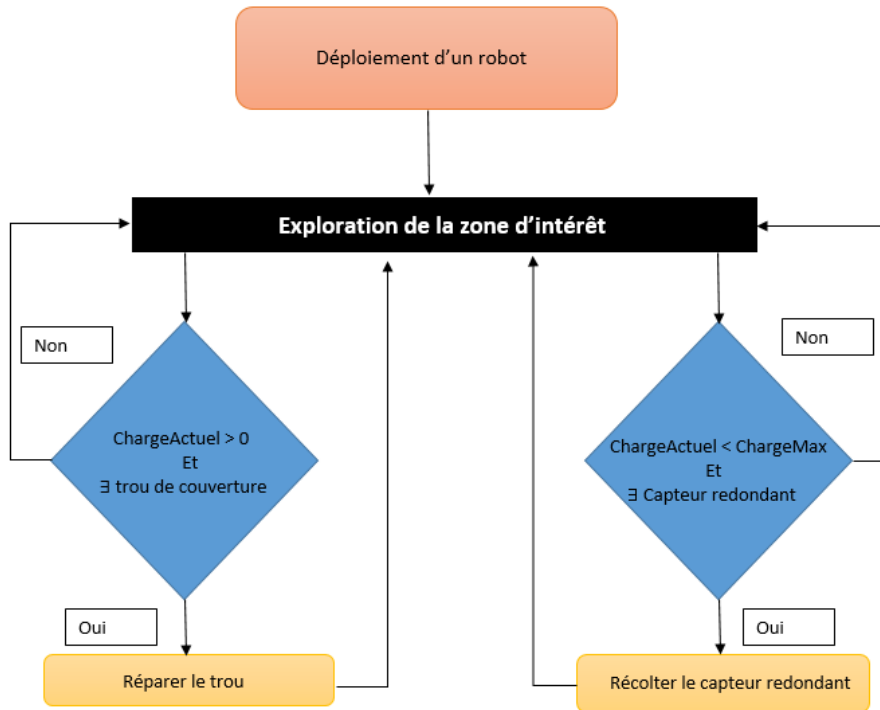 Déploiement d'un robot
Exploration de la zone d'intérêt
Non
Non
ChargeActuel > 0
Et
∃ trou de couverture
ChargeActuel < ChargeMax
Et
∃ Capteur redondant
Oui
Oui
Réparer le trou
Récolter le capteur redondant